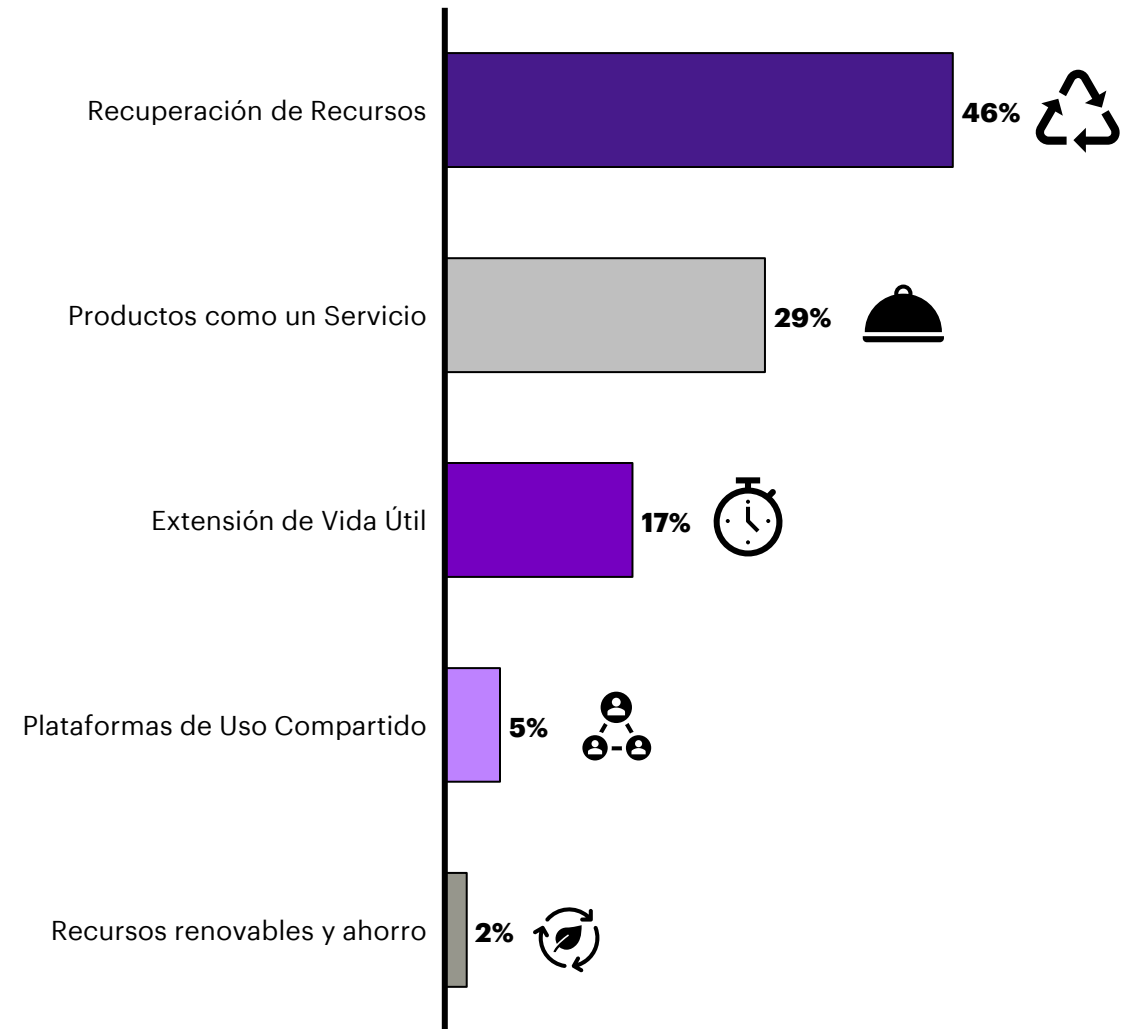 Recuperación de Recursos
46%
Productos como un Servicio
29%
Extensión de Vida Útil
17%
Plataformas de Uso Compartido
5%
Recursos renovables y ahorro
2%